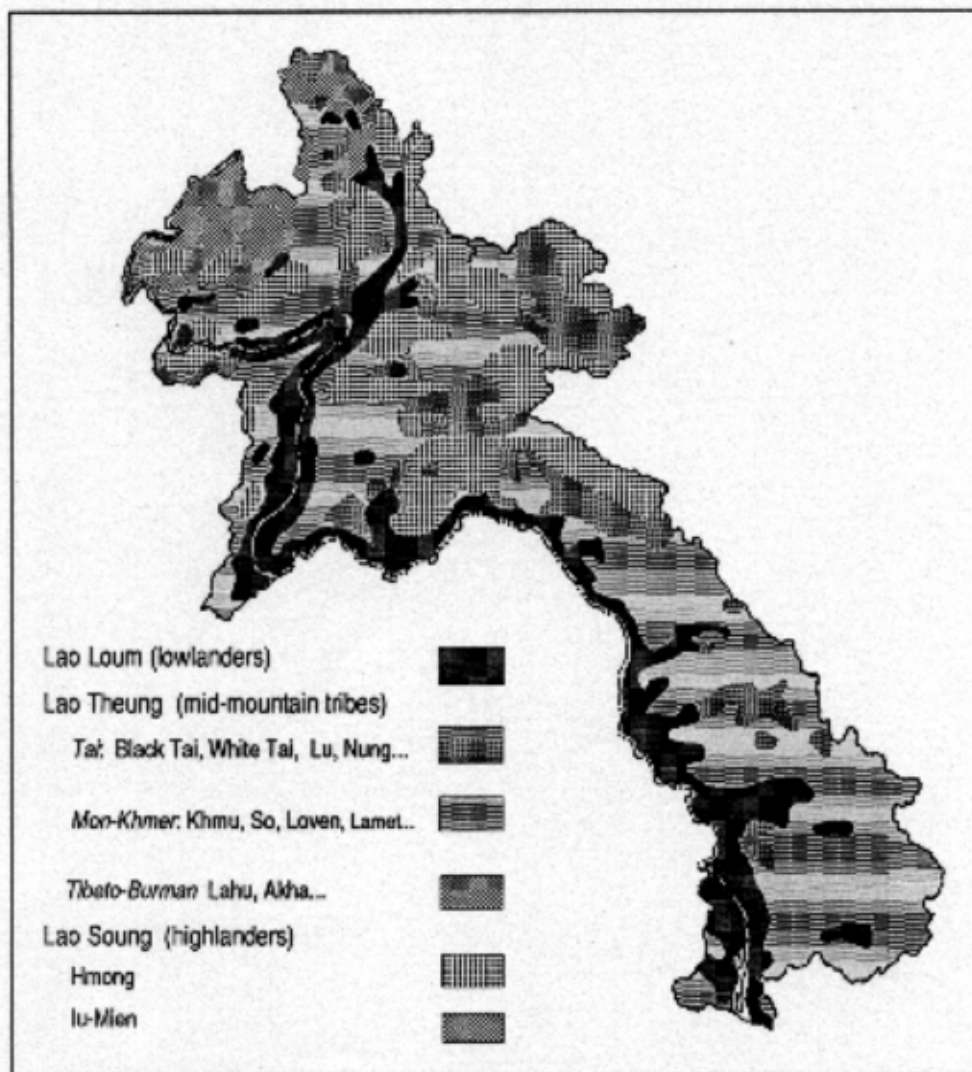 Lao Loum (lowlanders)
Lao Theung (mid-mountain tribes)
Tai: Black Tai, White Tai, Lu, Nung...
Mon-Khmer: Khmu, So, Loven, Lamet...
Tibeto-Burman Lahu, Akha...
Lao Soung (highlanders)
Hmong
Iu-Mien